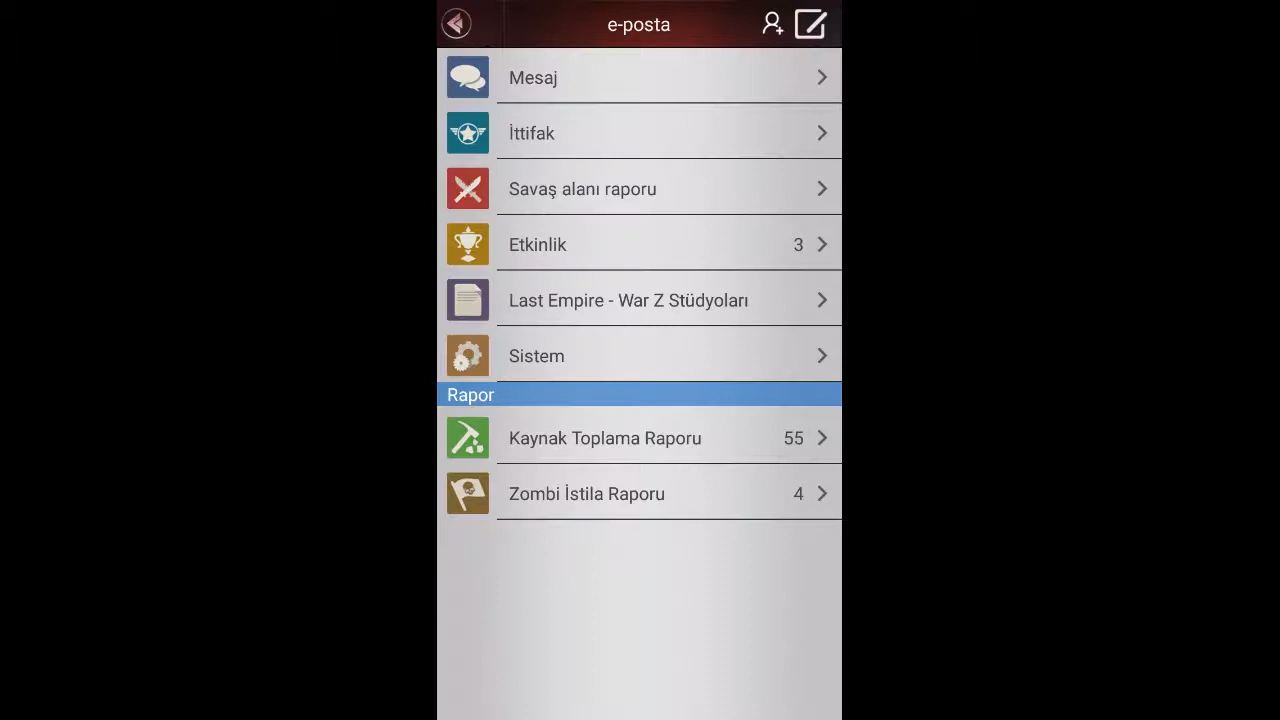 e-posta
Mesaj
İttifak
Savaş alanı raporu
Etkinlik 3
Last Empire - War Z Stüdyoları
Sistem
Rapor
Kaynak Toplama Raporu 55
Zombi İstila Raporu 4